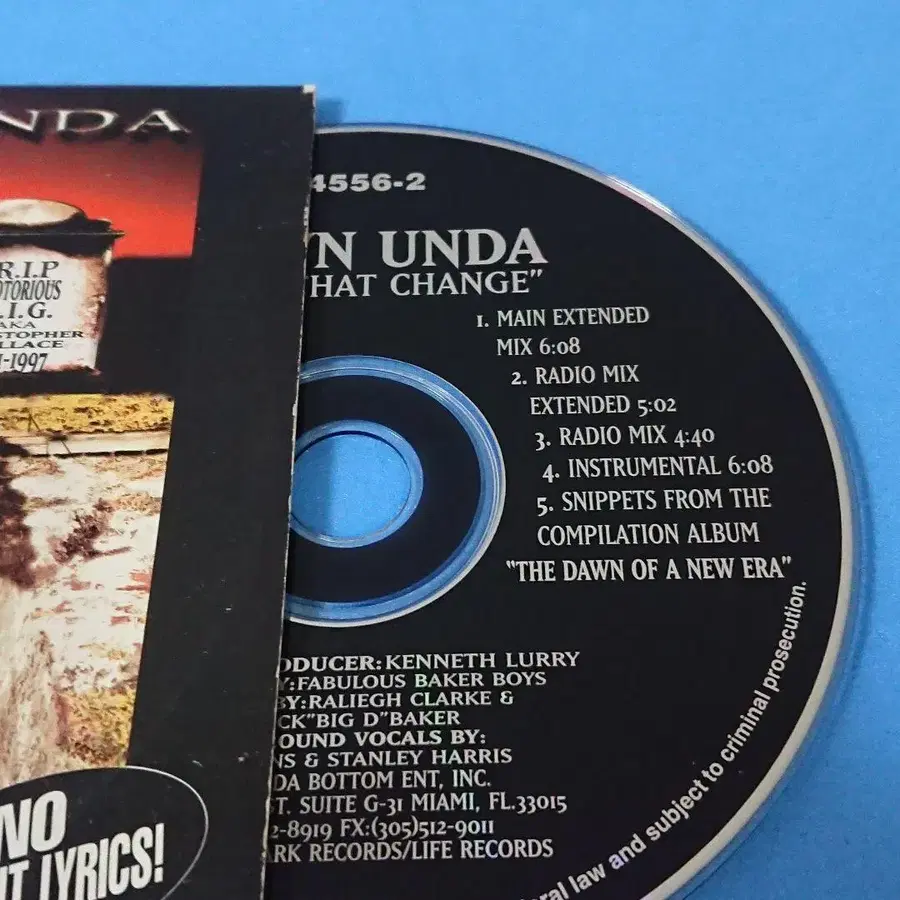 NDA
R.I.P
OTORIOUS
.I.G.
AKA
STOPHER
LLACE
-1997
NO
T LYRICS!
4556-2
N UNDA
HAT CHANGE"
1. MAIN EXTENDED
MIX 6:08
2. RADIO MIX
EXTENDED 5:02
3. RADIO MIX 4:40
4. INSTRUMENTAL 6:08
5. SNIPPETS FROM THE
COMPILATION ALBUM
"THE DAWN OF A NEW ERA"
ODUCER: KENNETH LURRY
Y: FABULOUS BAKER BOYS
BY: RALIEGH CLARKE &
CK "BIG D" BAKER
OUND VOCALS BY:
NS & STANLEY HARRIS
DA BOTTOM ENT, INC.
ST. SUITE G-31 MIAMI, FL.33015
2-8919 FX:(305)512-9011
ARK RECORDS/LIFE RECORDS
eral law and subject to criminal prosecution.